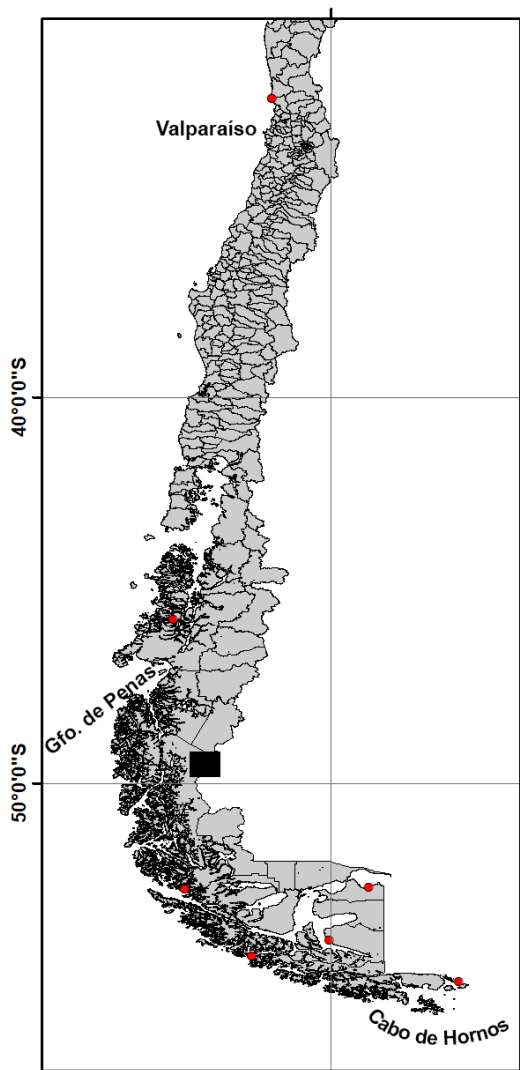 Valparaíso
40°0'0"S
Gfo. de Penas
50°0'0"S
Cabo de Hornos